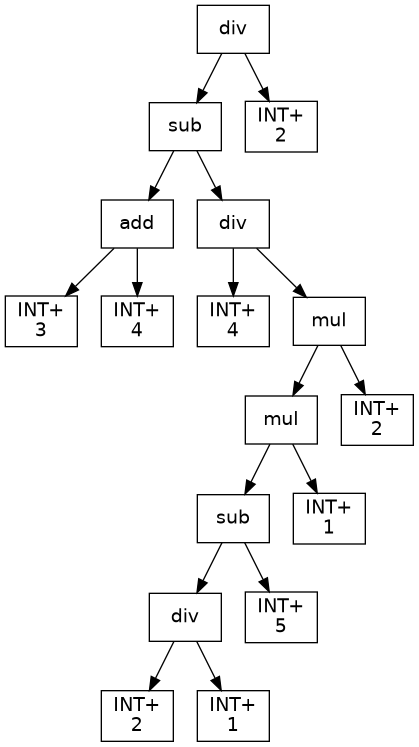 div
sub
INT+
2
add
div
INT+
3
INT+
4
INT+
4
mul
mul
INT+
2
sub
INT+
1
div
INT+
5
INT+
2
INT+
1